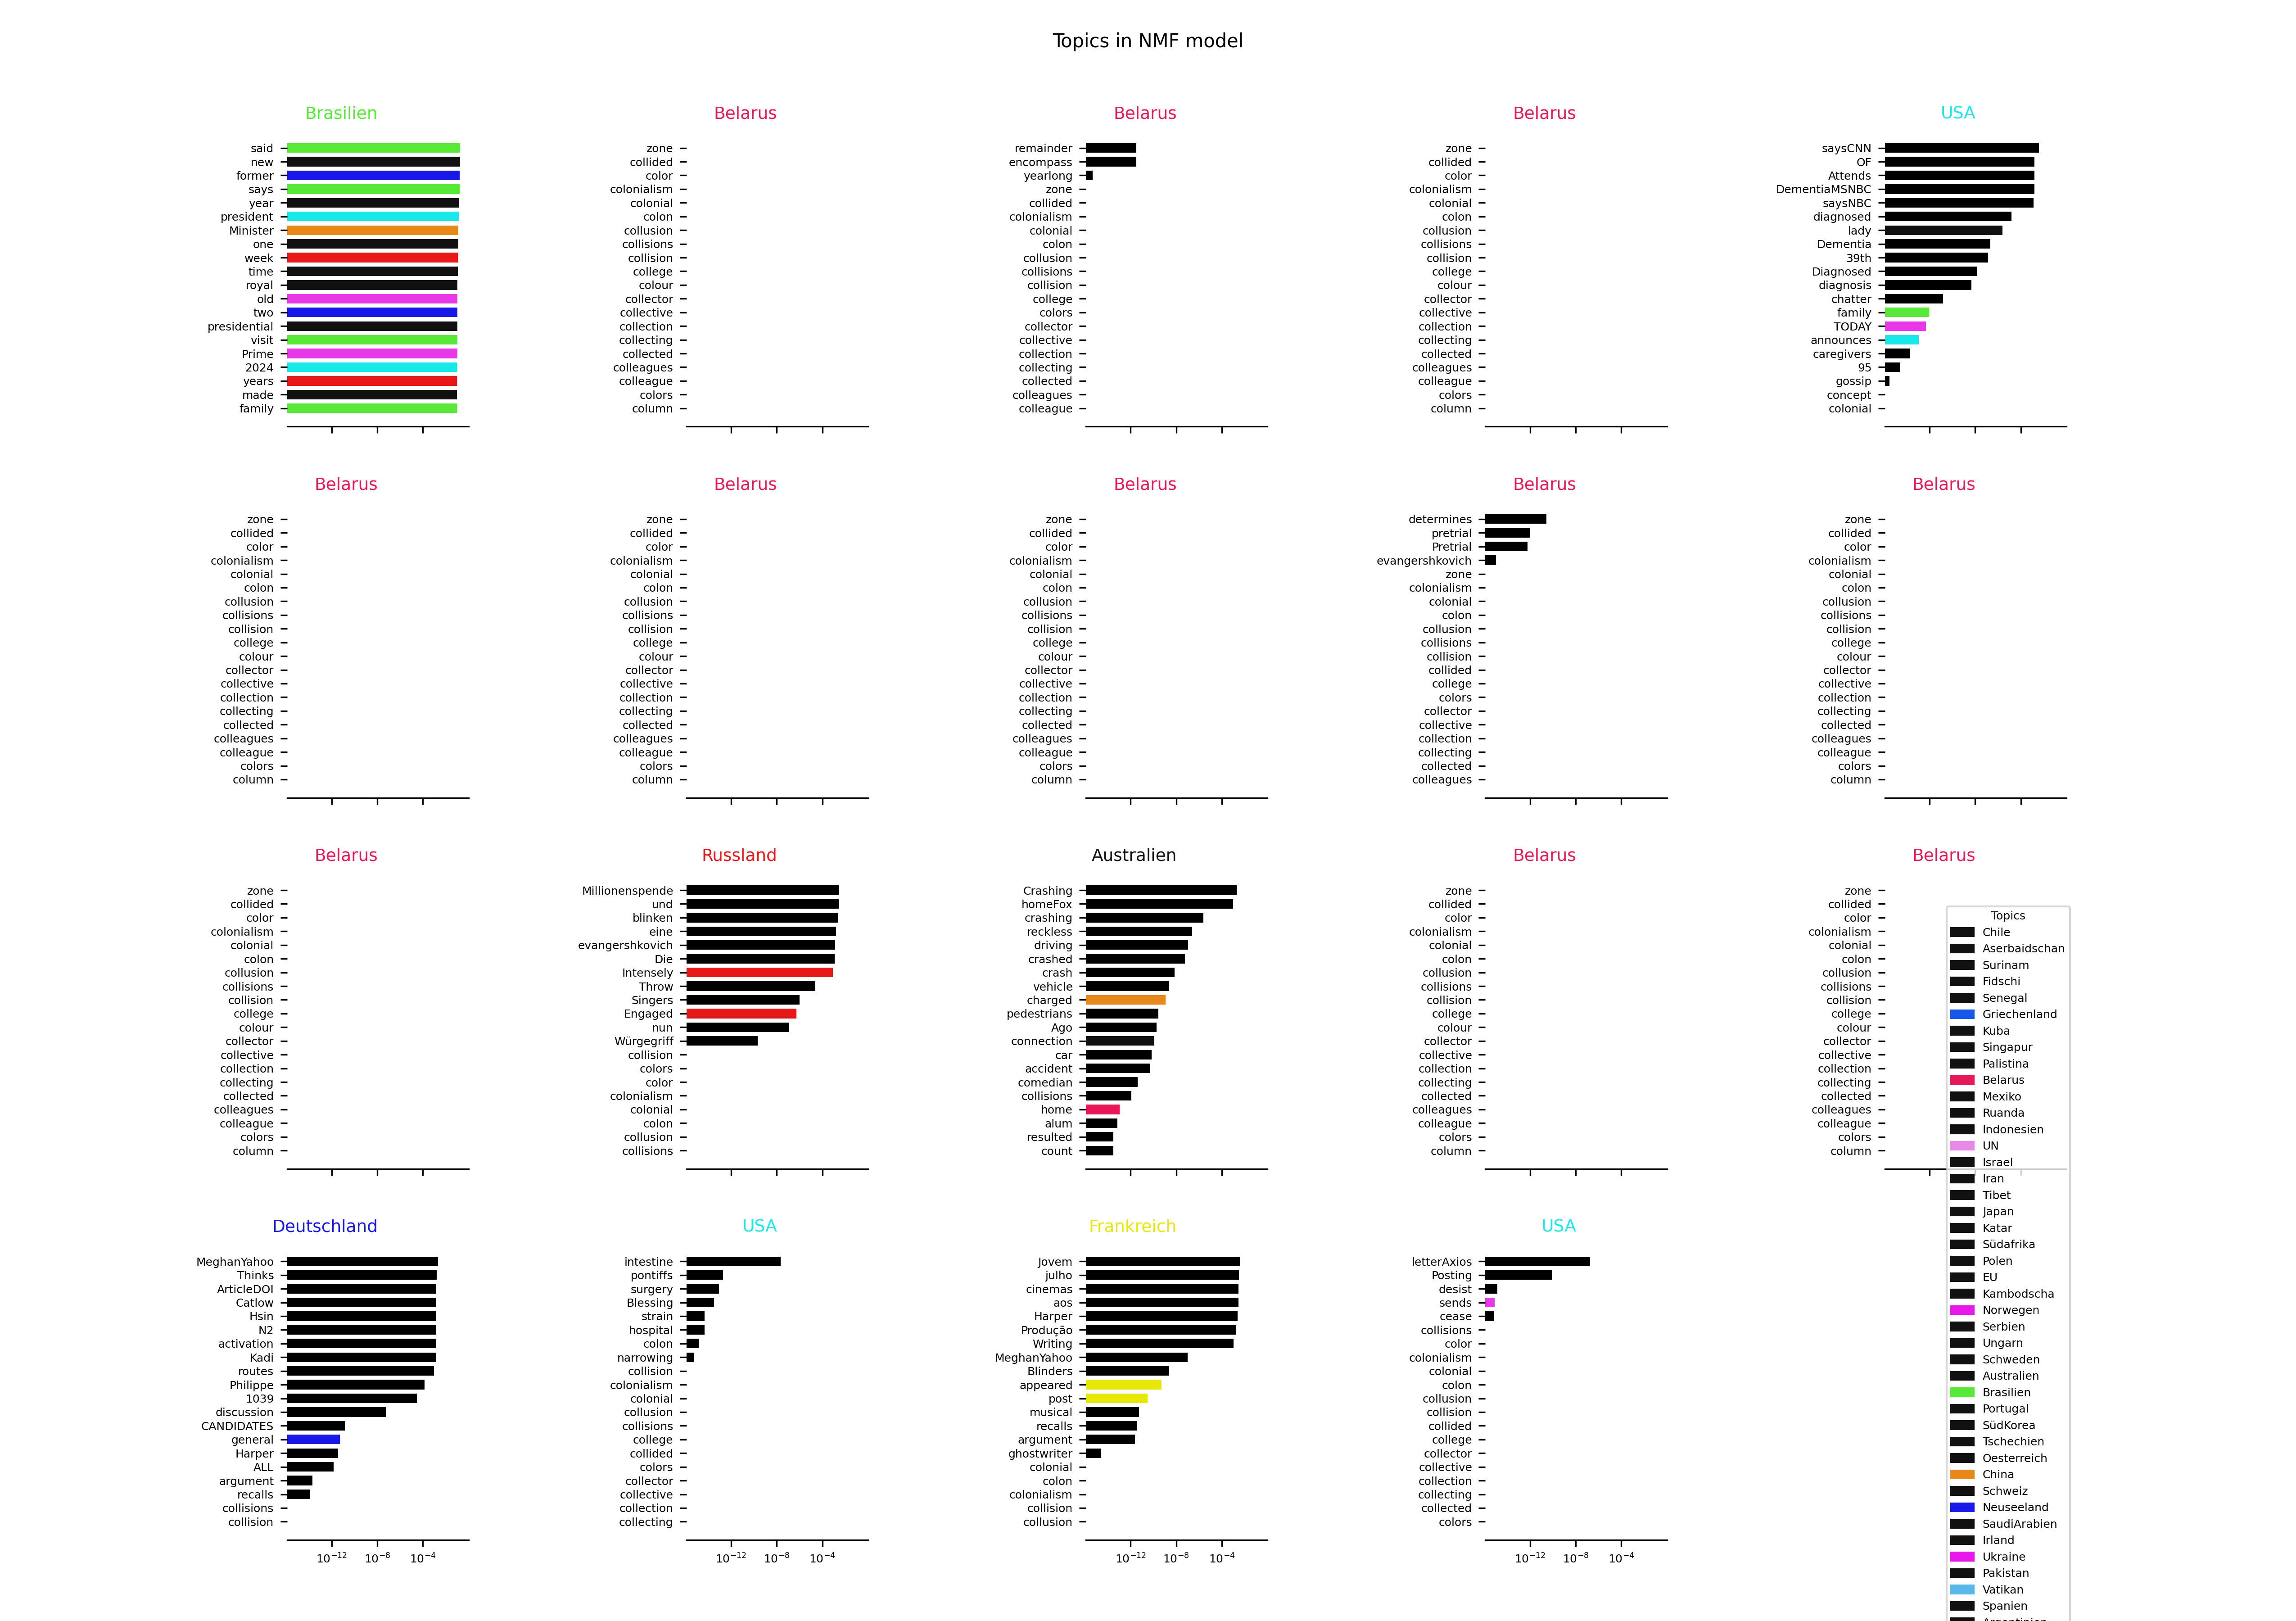 Topics in NMF model
Brasilien
said
new
former
says
year
president
Minister
one
week
time
royal
old
two
presidential
visit
Prime
2024
years
made
family
Belarus
zone
collided
color
colonialism
colonial
colon
collusion
collisions
collision
college
colour
collector
collective
collection
collecting
collected
colleagues
colleague
colors
column
Belarus
remainder
encompass
yearlong
zone
collided
colonialism
colonial
colon
collusion
collisions
collision
college
colors
collector
collective
collection
collecting
collected
colleagues
colleague
Belarus
zone
collided
color
colonialism
colonial
colon
collusion
collisions
collision
college
colour
collector
collective
collection
collecting
collected
colleagues
colleague
colors
column
USA
saysCNN
OF
Attends
DementiaMSNBC
saysNBC
diagnosed
lady
Dementia
39th
Diagnosed
diagnosis
chatter
family
TODAY
announces
caregivers
95
gossip
concept
colonial
Belarus
zone
collided
color
colonialism
colonial
colon
collusion
collisions
collision
college
colour
collector
collective
collection
collecting
collected
colleagues
colleague
colors
column
Belarus
zone
collided
color
colonialism
colonial
colon
collusion
collisions
collision
college
colour
collector
collective
collection
collecting
collected
colleagues
colleague
colors
column
Belarus
zone
collided
color
colonialism
colonial
colon
collusion
collisions
collision
college
colour
collector
collective
collection
collecting
collected
colleagues
colleague
colors
column
Belarus
determines
pretrial
Pretrial
evangershkovich
zone
colonialism
colonial
colon
collusion
collisions
collision
collided
college
colors
collector
collective
collection
collecting
collected
colleagues
Belarus
zone
collided
color
colonialism
colonial
colon
collusion
collisions
collision
college
colour
collector
collective
collection
collecting
collected
colleagues
colleague
colors
column
Belarus
zone
collided
color
colonialism
colonial
colon
collusion
collisions
collision
college
colour
collector
collective
collection
collecting
collected
colleagues
colleague
colors
column
Russland
Millionenspende
und
blinken
eine
evangershkovich
Die
Intensely
Throw
Singers
Engaged
nun
Würgegriff
collision
colors
color
colonialism
colonial
colon
collusion
collisions
Australien
Crashing
homeFox
crashing
reckless
driving
crashed
crash
vehicle
charged
pedestrians
Ago
connection
car
accident
comedian
collisions
home
alum
resulted
count
Belarus
zone
collided
color
colonialism
colonial
colon
collusion
collisions
collision
college
colour
collector
collective
collection
collecting
collected
colleagues
colleague
colors
column
Belarus
zone
collided
color
colonialism
colonial
colon
collusion
collisions
collision
college
colour
collector
collective
collection
collecting
collected
colleagues
colleague
colors
column
Deutschland
MeghanYahoo
Thinks
ArticleDOI
Catlow
Hsin
N2
activation
Kadi
routes
Philippe
1039
discussion
CANDIDATES
general
Harper
ALL
argument
recalls
collisions
collision
10⁻¹² 10⁻⁸ 10⁻⁴
USA
intestine
pontiffs
surgery
Blessing
strain
hospital
colon
narrowing
collision
colonialism
colonial
collusion
collisions
college
collided
colors
collector
collective
collection
collecting
10⁻¹² 10⁻⁸ 10⁻⁴
Frankreich
Jovem
julho
cinemas
aos
Harper
Produção
Writing
MeghanYahoo
Blinders
appeared
post
musical
recalls
argument
ghostwriter
colonial
colon
colonialism
collision
collusion
10⁻¹² 10⁻⁸ 10⁻⁴
USA
letterAxios
Posting
desist
sends
cease
collisions
color
colonialism
colonial
colon
collusion
collision
collided
college
collector
collective
collection
collecting
collected
colors
10⁻¹² 10⁻⁸ 10⁻⁴
Topics
Chile
Aserbaidschan
Surinam
Fidschi
Senegal
Griechenland
Kuba
Singapur
Palistina
Belarus
Mexiko
Ruanda
Indonesien
UN
Israel
Iran
Tibet
Japan
Katar
Südafrika
Polen
EU
Kambodscha
Norwegen
Serbien
Ungarn
Schweden
Australien
Brasilien
Portugal
SüdKorea
Tschechien
Oesterreich
China
Schweiz
Neuseeland
SaudiArabien
Irland
Ukraine
Pakistan
Vatikan
Spanien